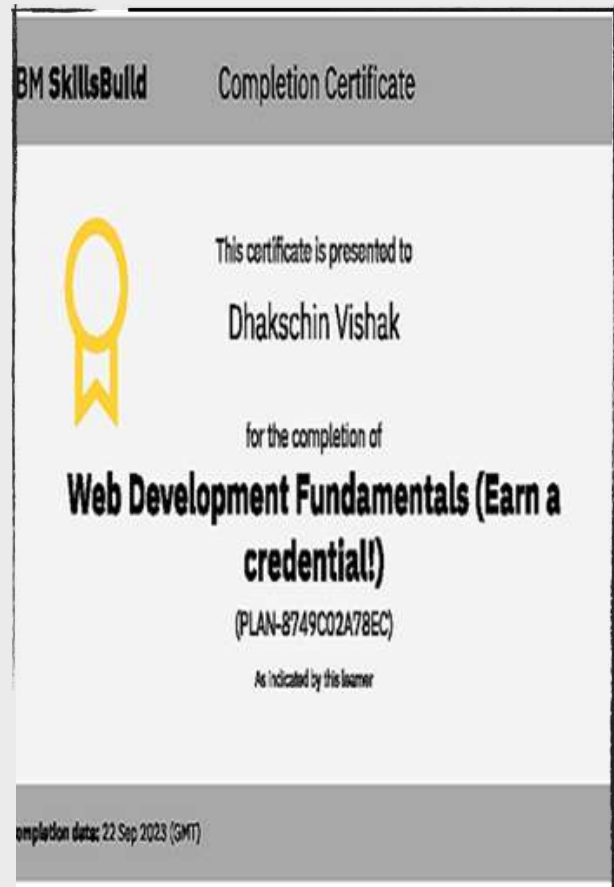 BM SkillsBuild Completion Certificate
This certificate is presented to
Dhakschin Vishak
for the completion of
Web Development Fundamentals (Earn a
credential!)
(PLAN-8749C02A78EC)
As indicated by this learner
ompletion date: 22 Sep 2023 (GMT)